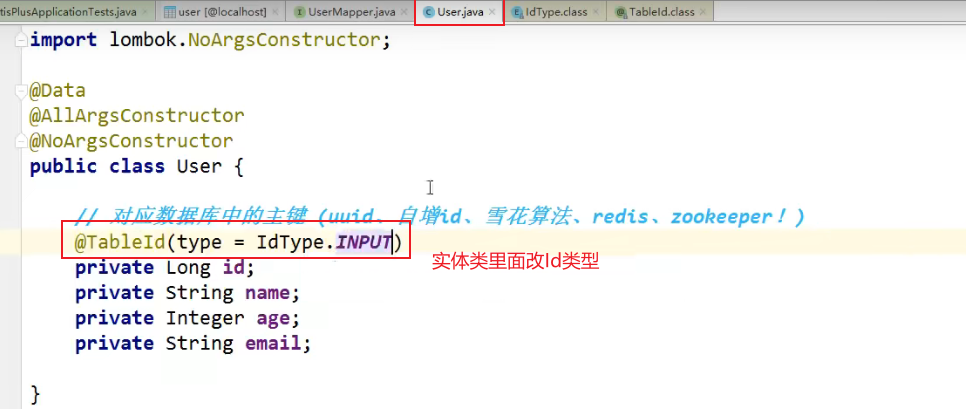 tisPlusApplicationTests.java user [@localhost] UserMapper.java User.java IdType.class TableId.class
import lombok.NoArgsConstructor;
@Data
@AllArgsConstructor
@NoArgsConstructor
public class User {
// 对应数据库中的主键 (uuid、自增id、雪花算法、redis、zookeeper！)
@TableId(type = IdType.INPUT)
private Long id;
实体类里面改Id类型
private String name;
private Integer age;
private String email;
}